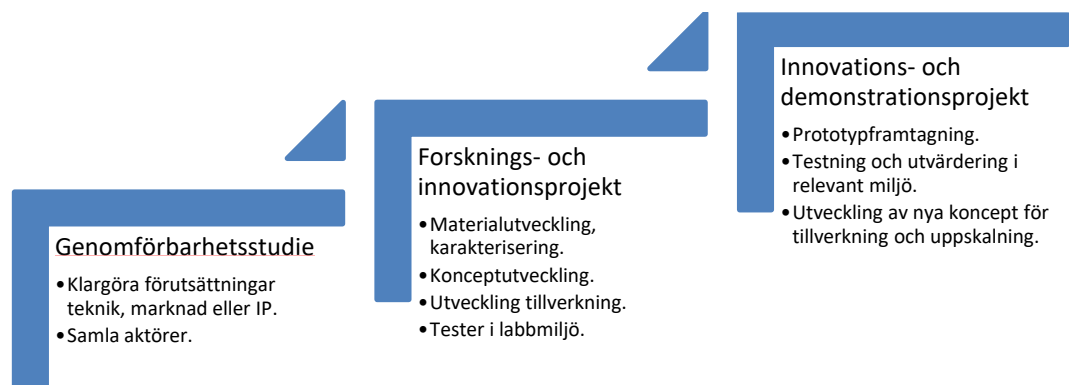 Genomförbarhetsstudie
•Klargöra förutsättningar
teknik, marknad eller IP.
•Samla aktörer.
Forsknings- och
innovationsprojekt
•Materialutveckling,
karakterisering.
•Konceptutveckling.
•Utveckling tillverkning.
•Tester i labbmiljö.
Innovations- och
demonstrationsprojekt
•Prototypframtagning.
•Testning och utvärdering i
relevant miljö.
•Utveckling av nya koncept för
tillverkning och uppskalning.